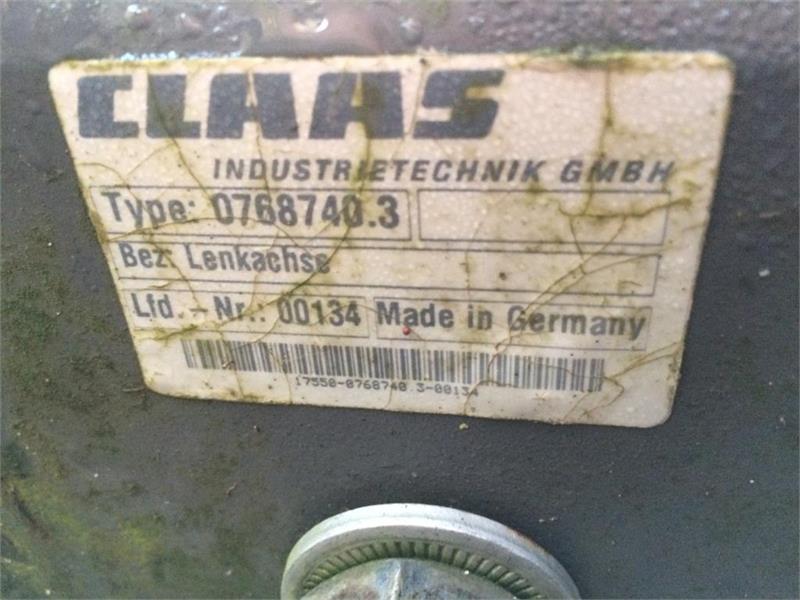 CLAAS
INDUSTRIETECHNIK GMBH
Type: 0768740.3
Bez: Lenkachse
Lfd.-Nr.: 00134 Made in Germany
17550-0768740.3-00134